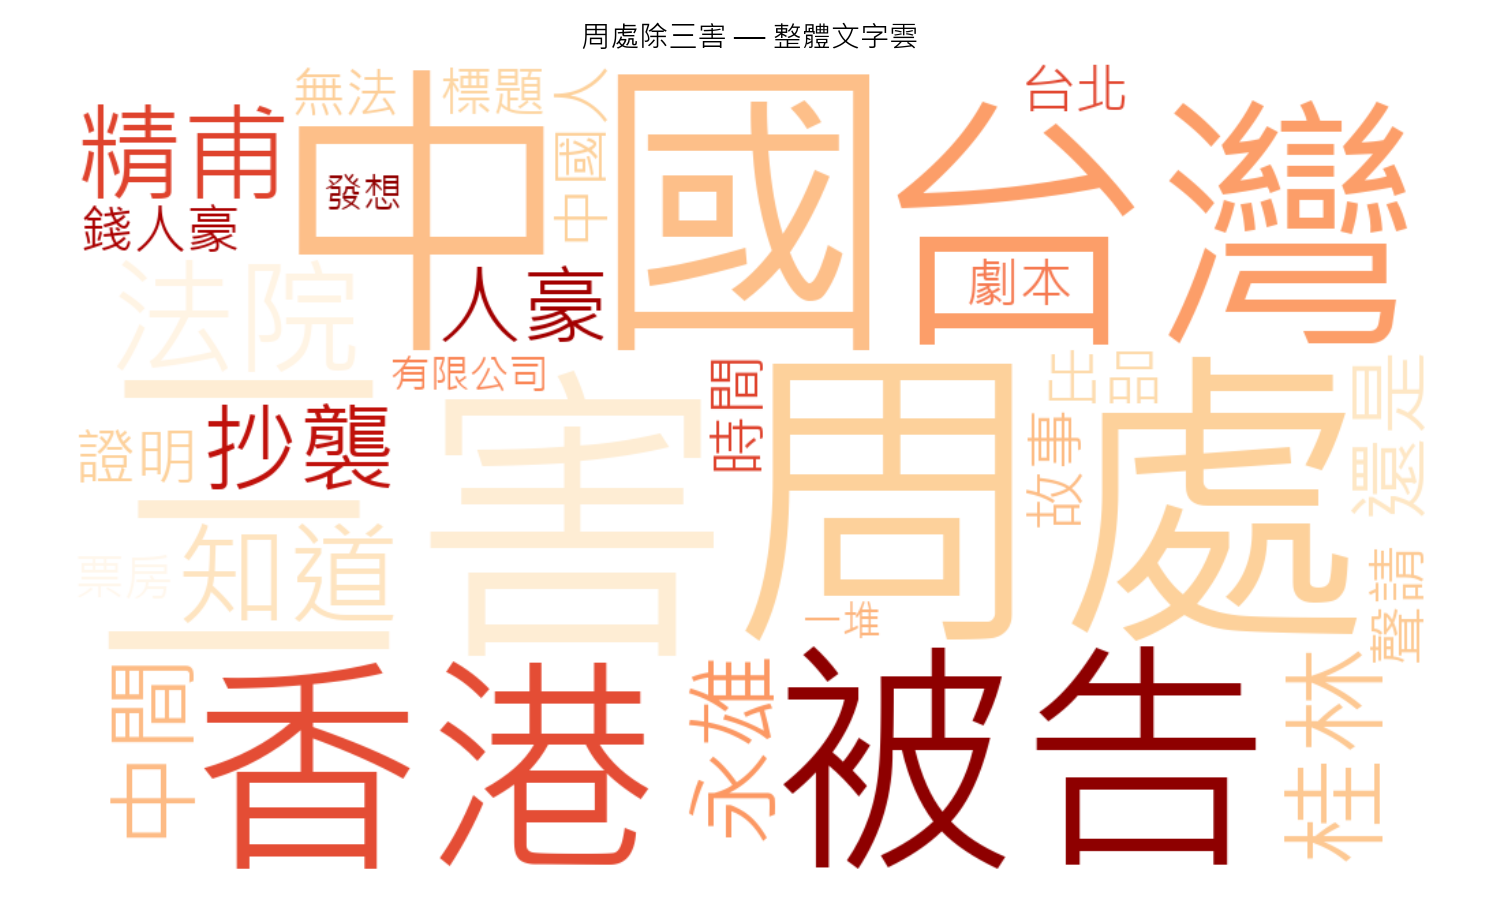 周處除三害 — 整體文字雲
無法
標題
中國人
台北
精甫
中國
台灣
發想
錢人豪
人豪
劇本
法院
有限公司
三害
周處
時間
出品
還是
抄襲
證明
故事
知道
票房
一堆
聲請
中間
香港
永雄
被告
桂林